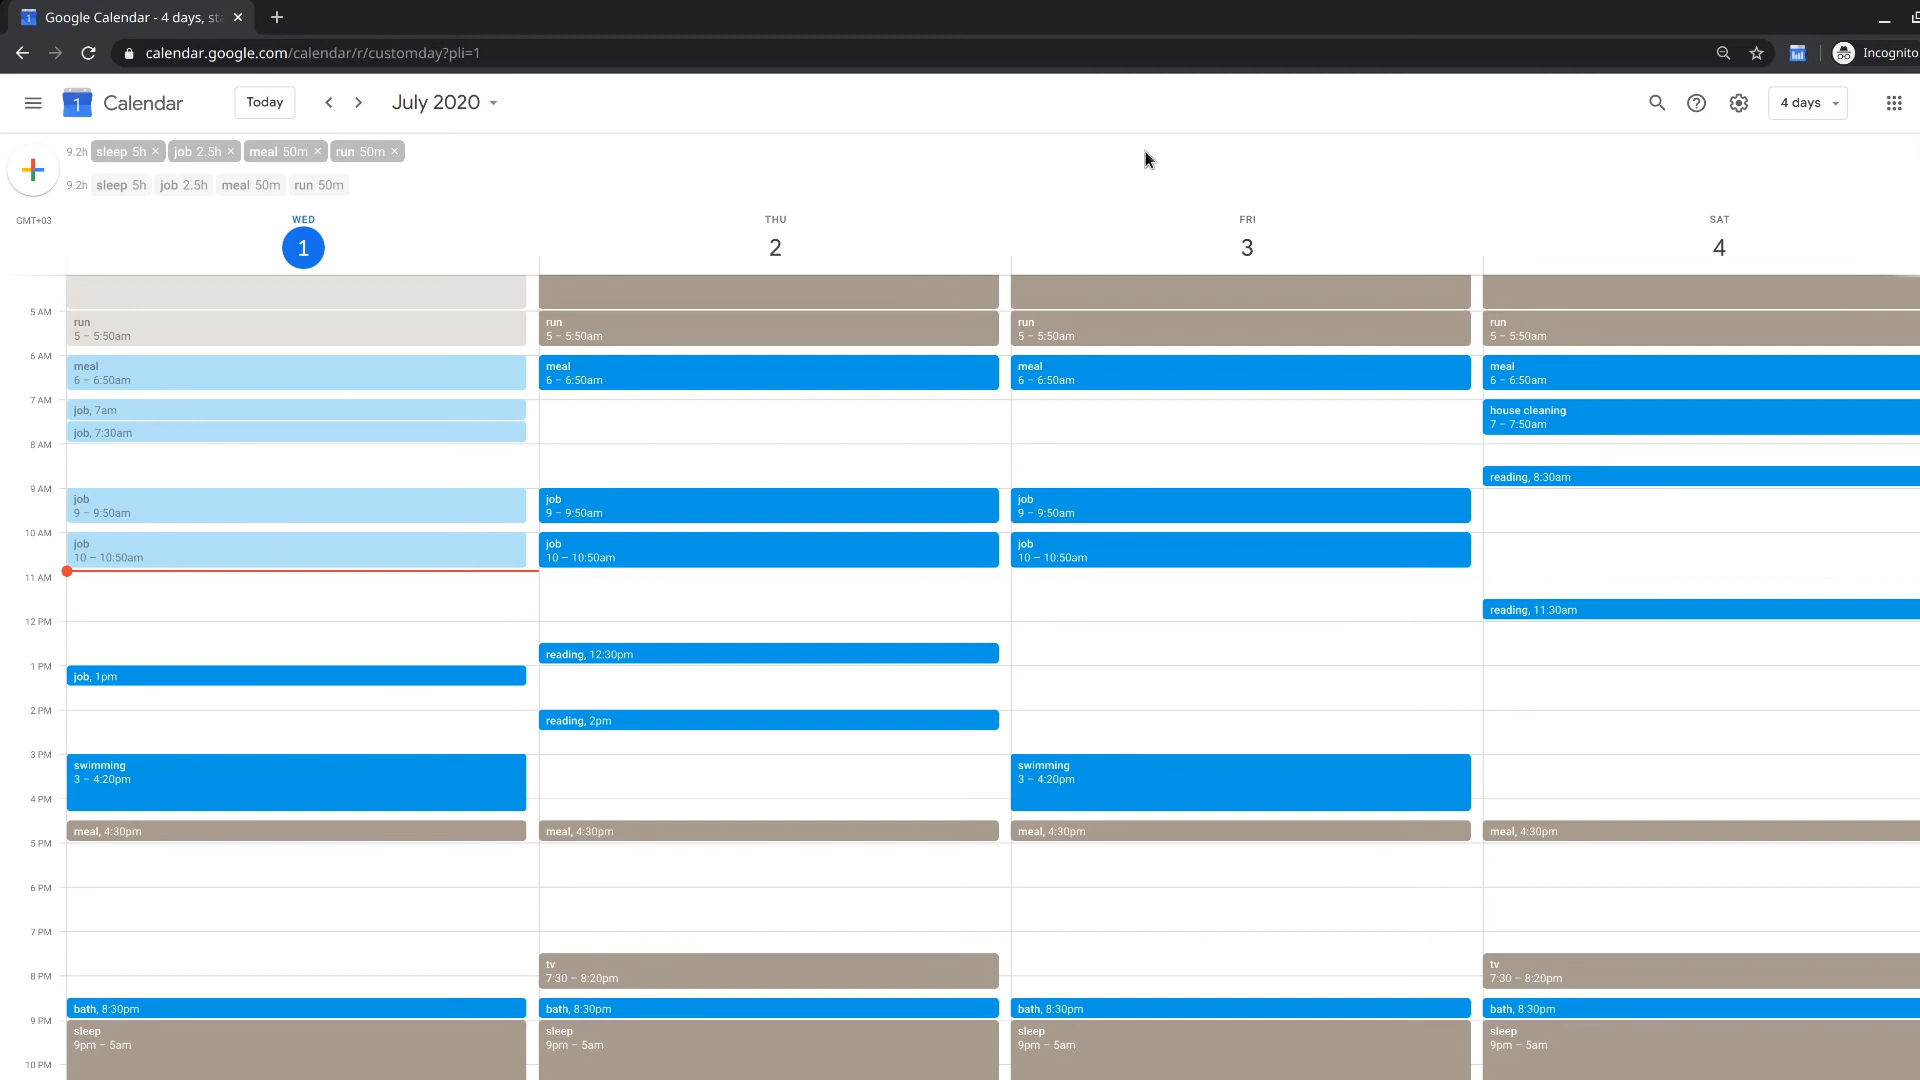 Google Calendar - 4 days, st
calendar.google.com/calendar/r/customday?pli=1
Incognito
1
Calendar
Today
July 2020
4 days
9.2h sleep 5h × job 2.5h × meal 50m × run 50m ×
9.2h sleep 5h job 2.5h meal 50m run 50m
GMT+03
WED
1
THU
2
FRI
3
SAT
4
5 AM
6 AM
7 AM
8 AM
9 AM
10 AM
11 AM
12 PM
1 PM
2 PM
3 PM
4 PM
5 PM
6 PM
7 PM
8 PM
9 PM
10 PM
run
5 – 5:50am
meal
6 – 6:50am
job, 7am
job, 7:30am
job
9 – 9:50am
job
10 – 10:50am
job, 1pm
swimming
3 – 4:20pm
meal, 4:30pm
bath, 8:30pm
sleep
9pm – 5am
run
5 – 5:50am
meal
6 – 6:50am
job
9 – 9:50am
job
10 – 10:50am
reading, 12:30pm
reading, 2pm
meal, 4:30pm
tv
7:30 – 8:20pm
bath, 8:30pm
sleep
9pm – 5am
run
5 – 5:50am
meal
6 – 6:50am
job
9 – 9:50am
job
10 – 10:50am
swimming
3 – 4:20pm
meal, 4:30pm
bath, 8:30pm
sleep
9pm – 5am
run
5 – 5:50am
meal
6 – 6:50am
house cleaning
7 – 7:50am
reading, 8:30am
reading, 11:30am
meal, 4:30pm
tv
7:30 – 8:20pm
bath, 8:30pm
sleep
9pm – 5am